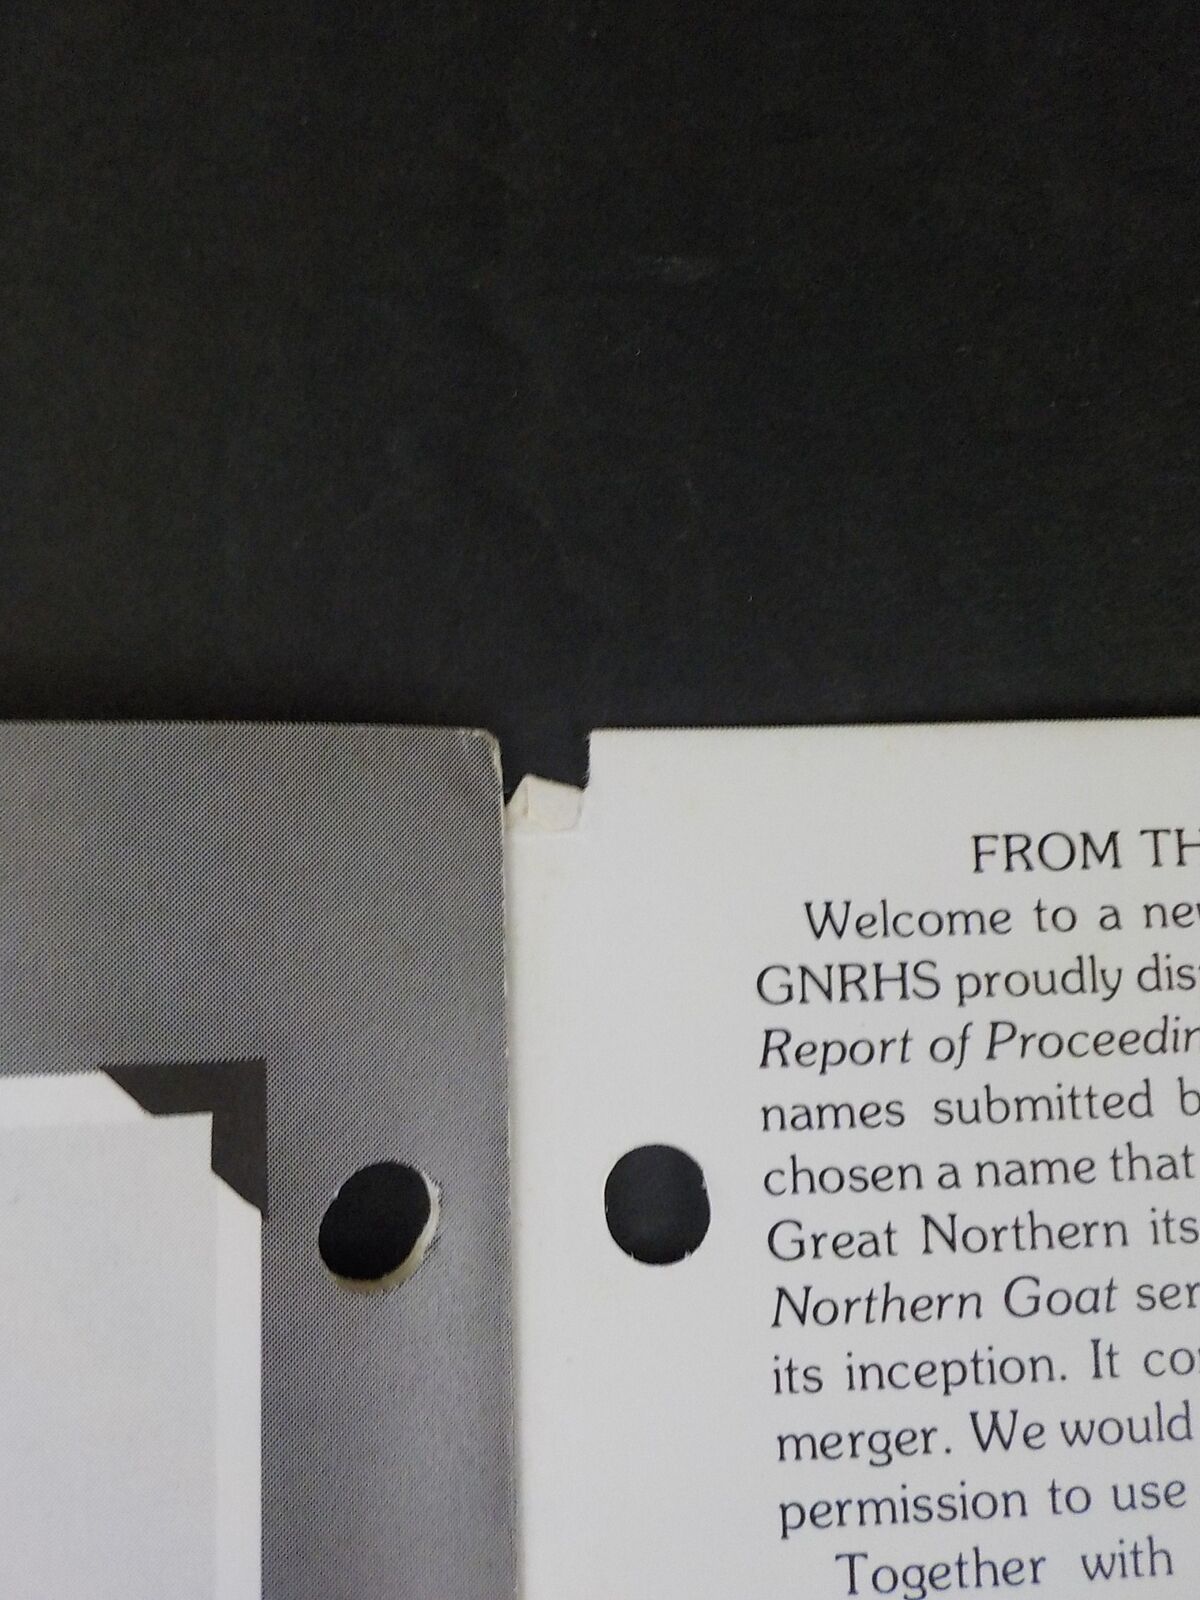 FROM TH
Welcome to a new
GNRHS proudly dis
Report of Proceedin
names submitted b
chosen a name that
Great Northern its
Northern Goat ser
its inception. It co
merger. We would
permission to use
Together with